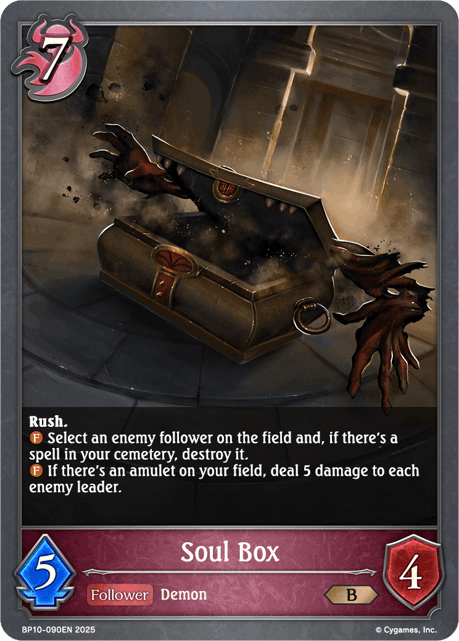 7
Rush.
F Select an enemy follower on the field and, if there's a
spell in your cemetery, destroy it.
F If there's an amulet on your field, deal 5 damage to each
enemy leader.
Soul Box
5
Follower Demon
B
4
BP10-090EN 2025
© Cygames, Inc.